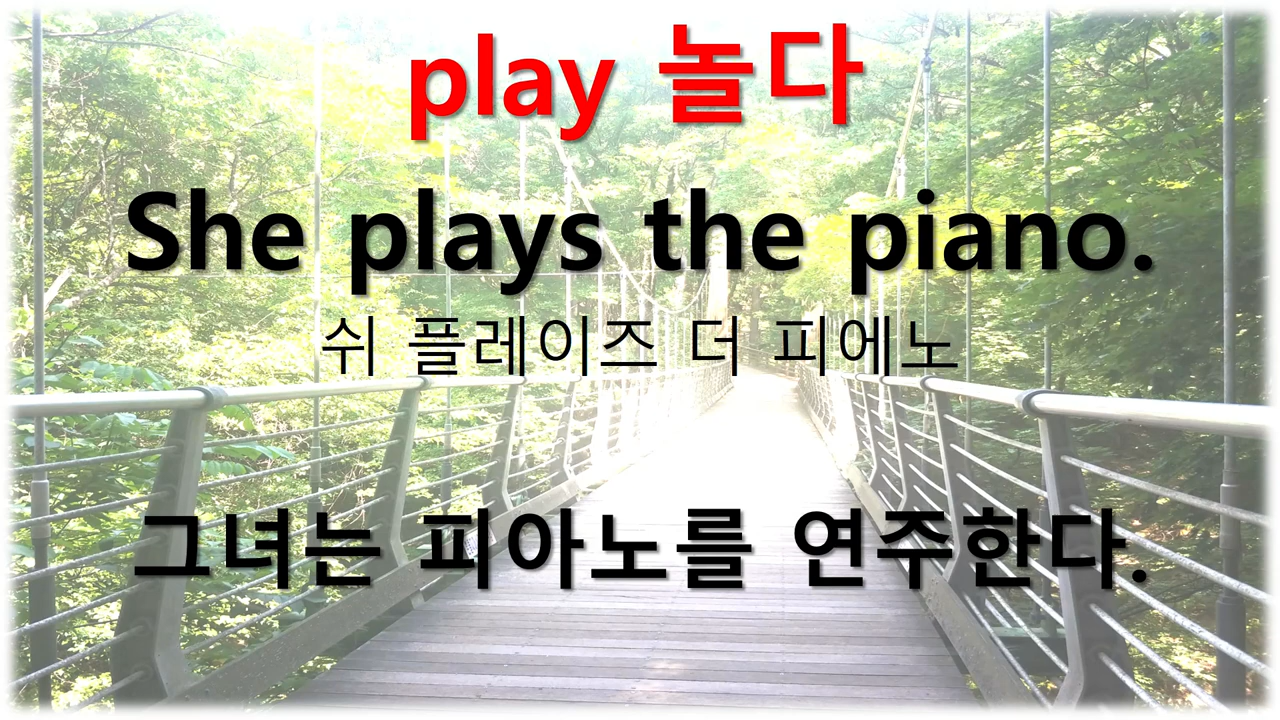 play 놀다
She plays the piano.
쉬 플레이즈 더 피에노
그녀는 피아노를 연주한다.